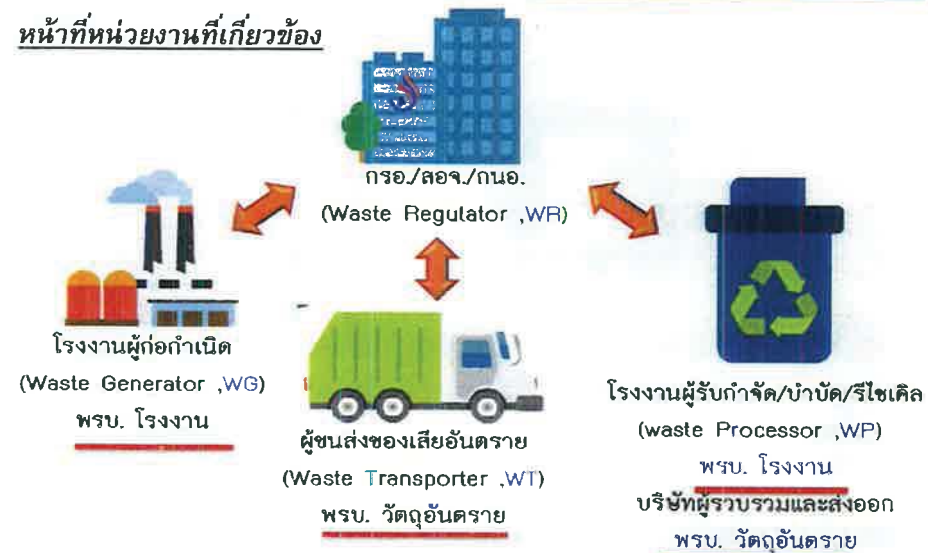 หน้าที่หน่วยงานที่เกี่ยวข้อง
กรอ./สอจ./กนอ.
(Waste Regulator ,WR)
โรงงานผู้ก่อกำเนิด
(Waste Generator ,WG)
พรบ. โรงงาน
ผู้ขนส่งของเสียอันตราย
(Waste Transporter ,WT)
พรบ. วัตถุอันตราย
โรงงานผู้รับกำจัด/บำบัด/รีไซเคิล
(waste Processor ,WP)
พรบ. โรงงาน
บริษัทผู้รวบรวมและส่งออก
พรบ. วัตถุอันตราย